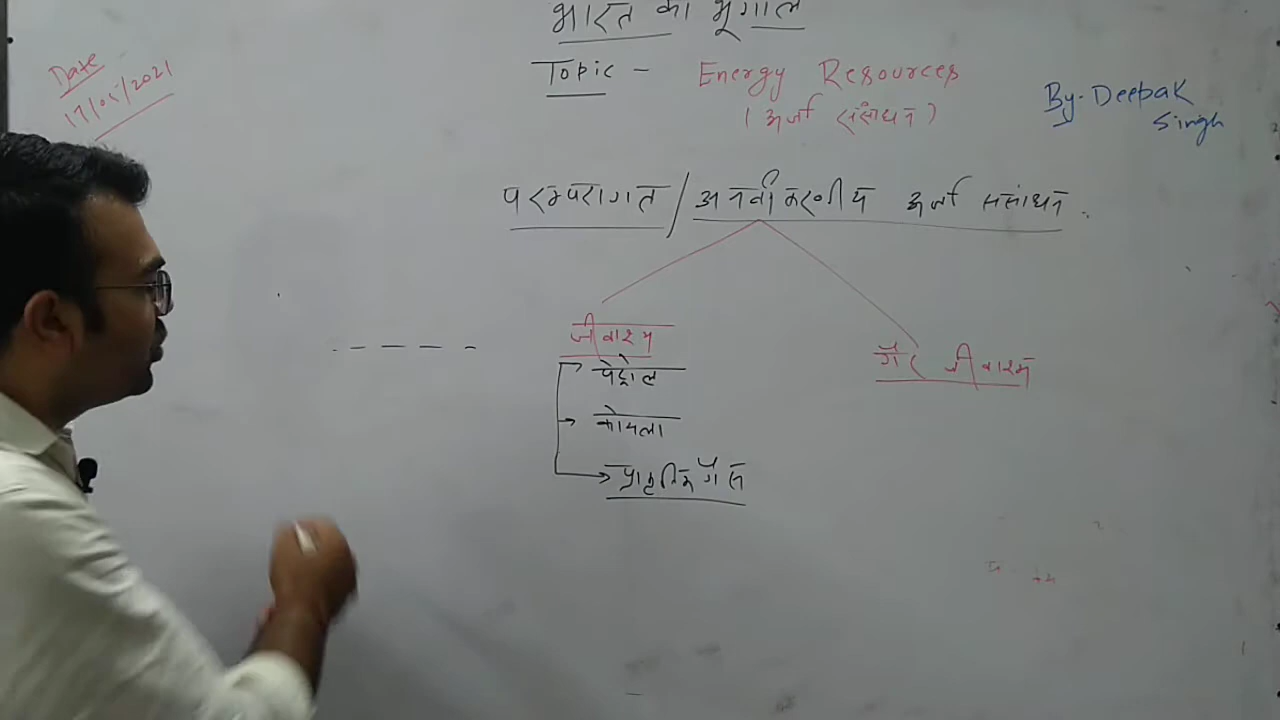 भारत का भूगोल
Date
17/05/2021
Topic - Energy Resources
(ऊर्जा संसाधन)
By-Deepak
Singh
परम्परागत / अनवीकरणीय ऊर्जा संसाधन.
जीवाश्म
गैर जीवाश्म
पेट्रोल
कोयला
प्राकृतिक गैस